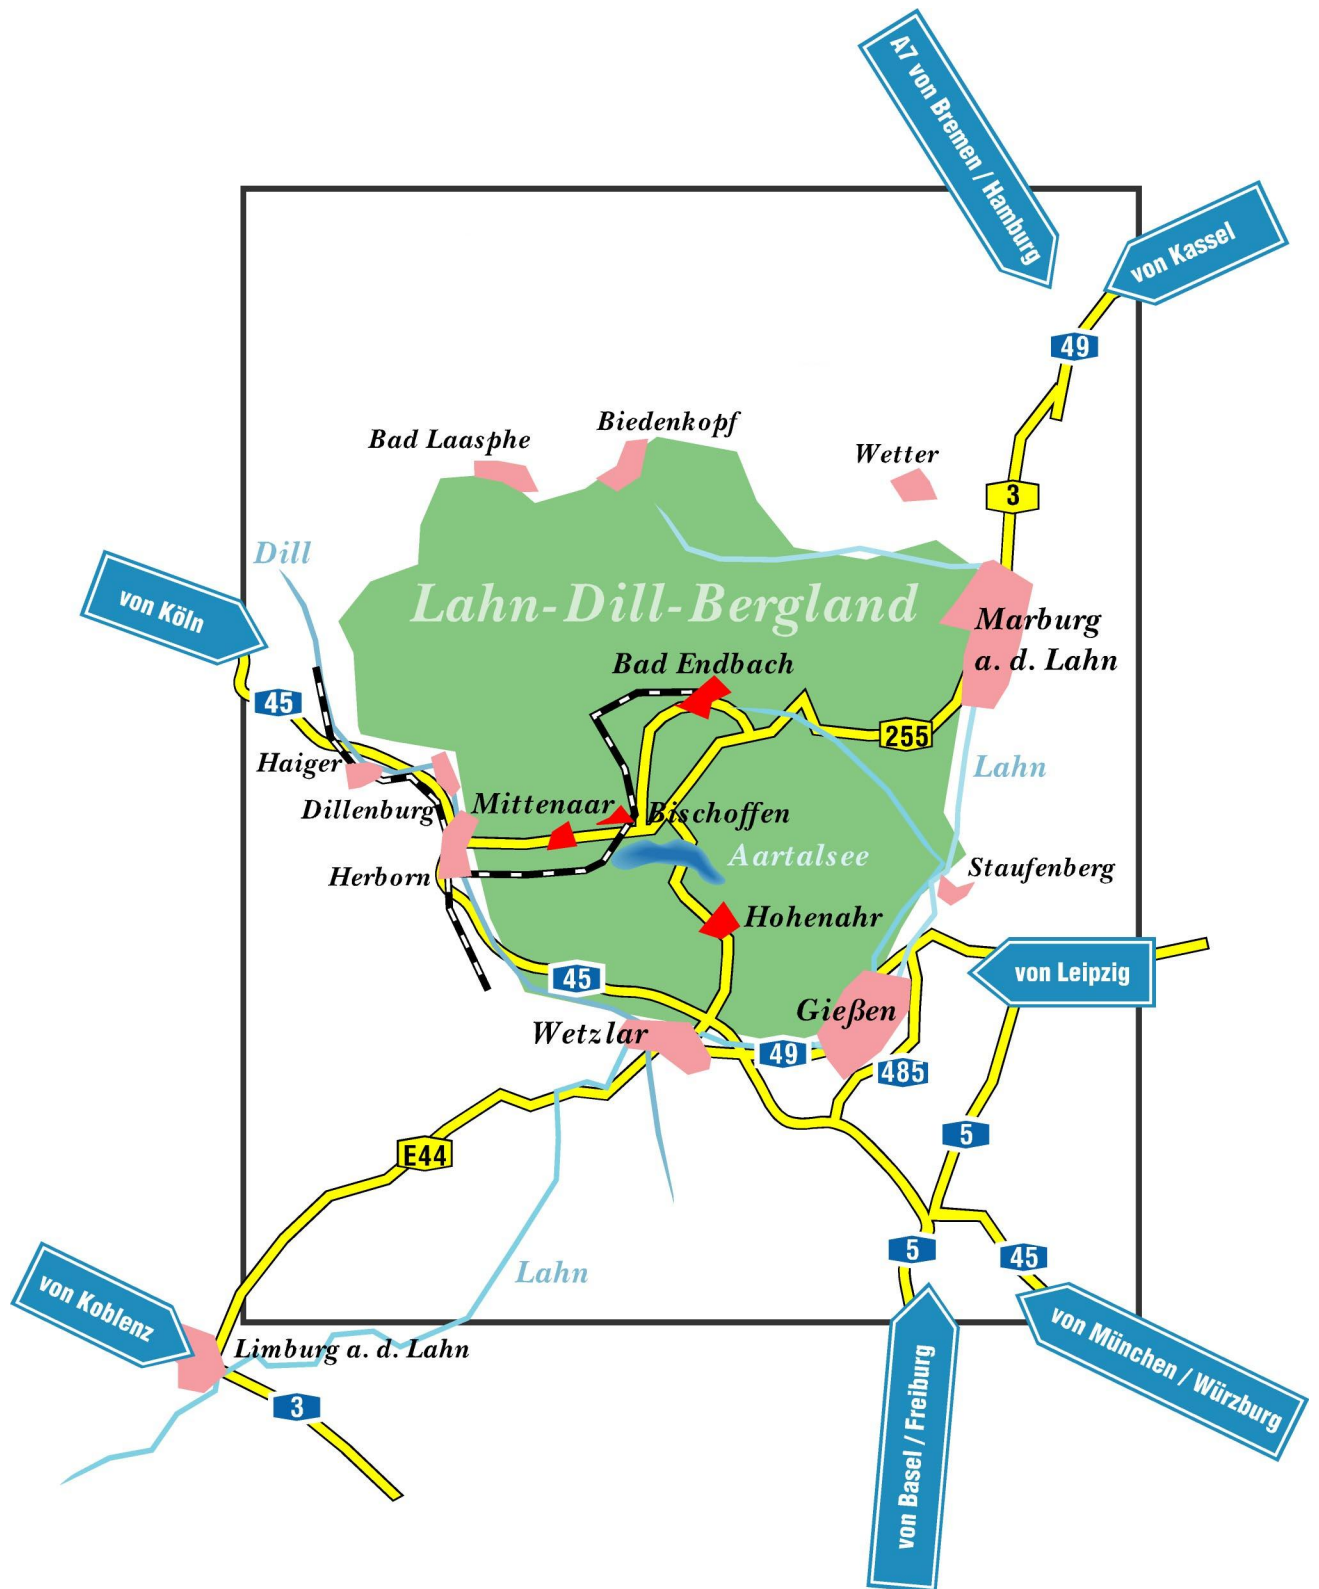 A7 von Bremen / Hamburg
von Kassel
49
Biedenkopf
Bad Laasphe
Wetter
3
Dill
von Köln
Lahn-Dill-Bergland
Marburg
a. d. Lahn
Bad Endbach
45
255
Haiger
Lahn
Dillenburg
Mittenaar
Bischoffen
Aartalsee
Herborn
Staufenberg
Hohenahr
45
von Leipzig
Gießen
Wetzlar
49
485
5
E44
5
45
Lahn
von Koblenz
Limburg a. d. Lahn
von München / Würzburg
3
von Basel / Freiburg